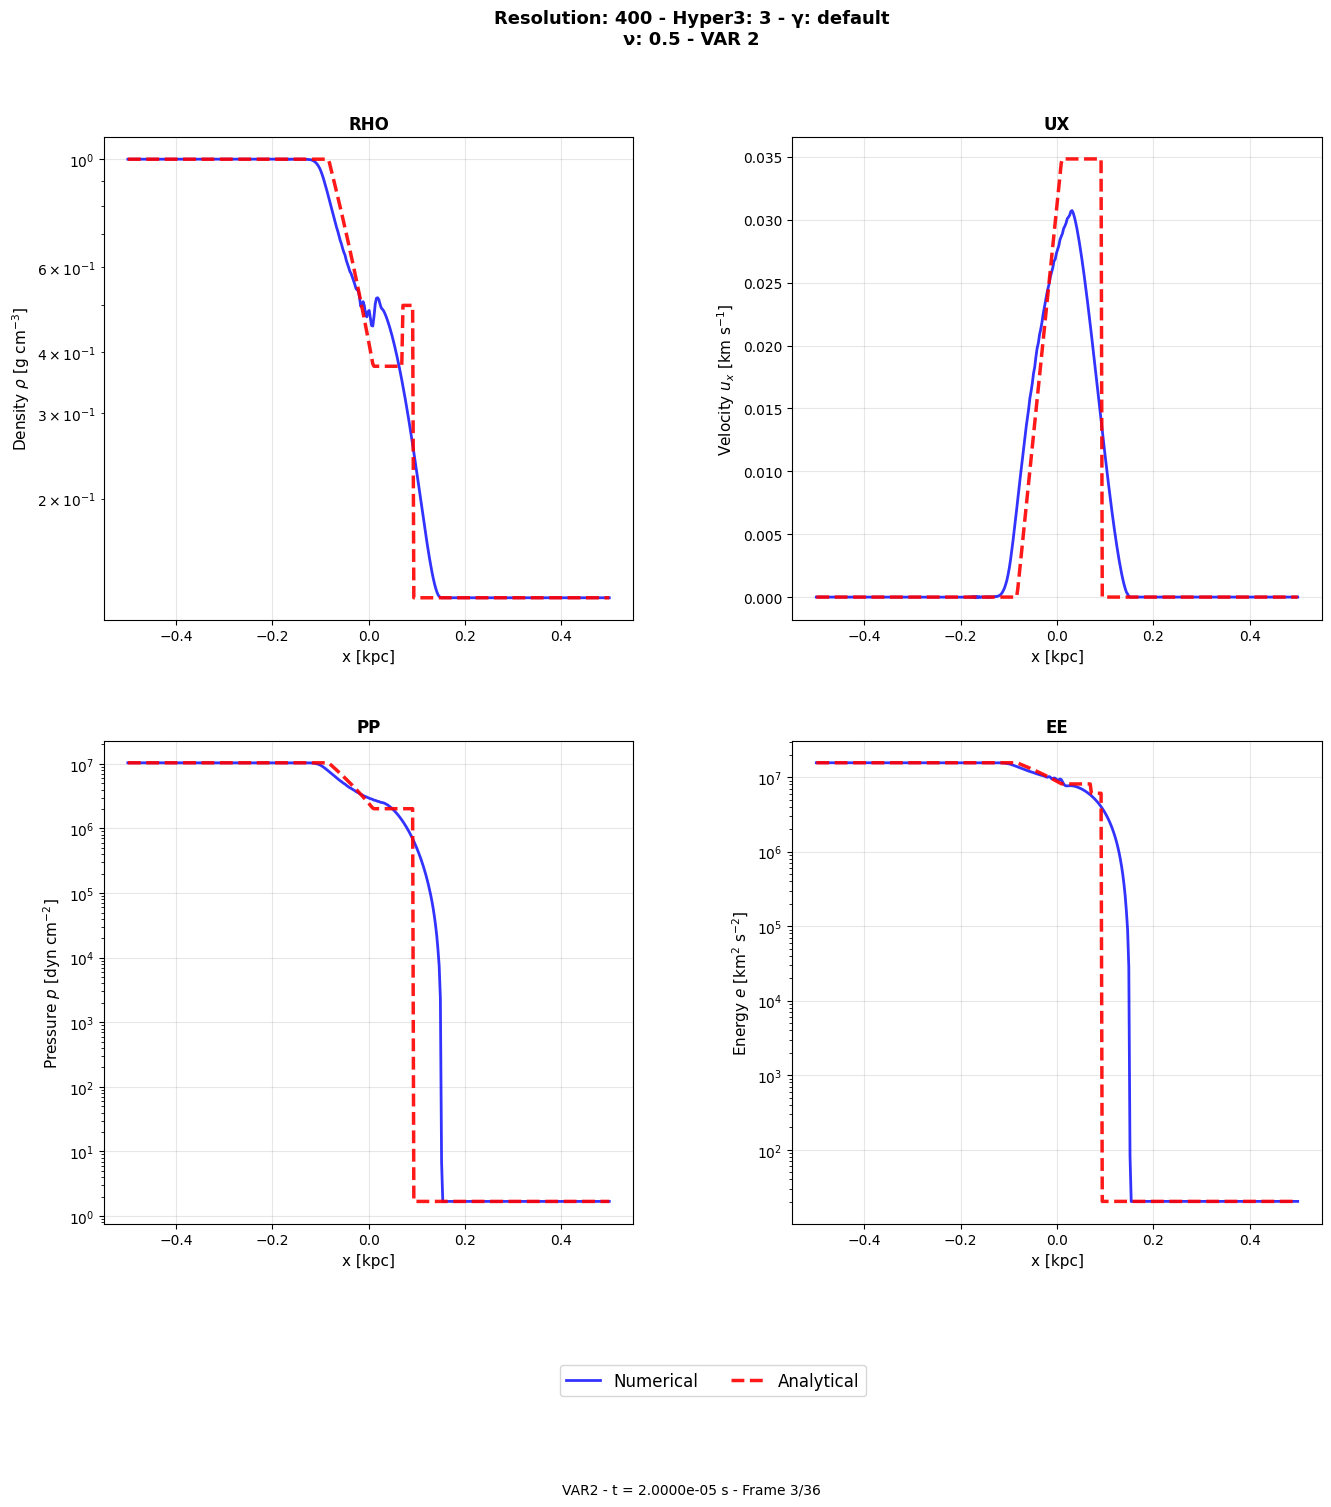 Resolution: 400 - Hyper3: 3 - γ: default
ν: 0.5 - VAR 2
RHO
Density ρ [g cm⁻³]
10⁰
6 × 10⁻¹
4 × 10⁻¹
3 × 10⁻¹
2 × 10⁻¹
−0.4 −0.2 0.0 0.2 0.4
x [kpc]
UX
Velocity uₓ [km s⁻¹]
0.035
0.030
0.025
0.020
0.015
0.010
0.005
0.000
−0.4 −0.2 0.0 0.2 0.4
x [kpc]
PP
Pressure p [dyn cm⁻²]
10⁷
10⁶
10⁵
10⁴
10³
10²
10¹
10⁰
−0.4 −0.2 0.0 0.2 0.4
x [kpc]
EE
Energy e [km² s⁻²]
10⁷
10⁶
10⁵
10⁴
10³
10²
−0.4 −0.2 0.0 0.2 0.4
x [kpc]
Numerical Analytical
VAR2 - t = 2.0000e-05 s - Frame 3/36